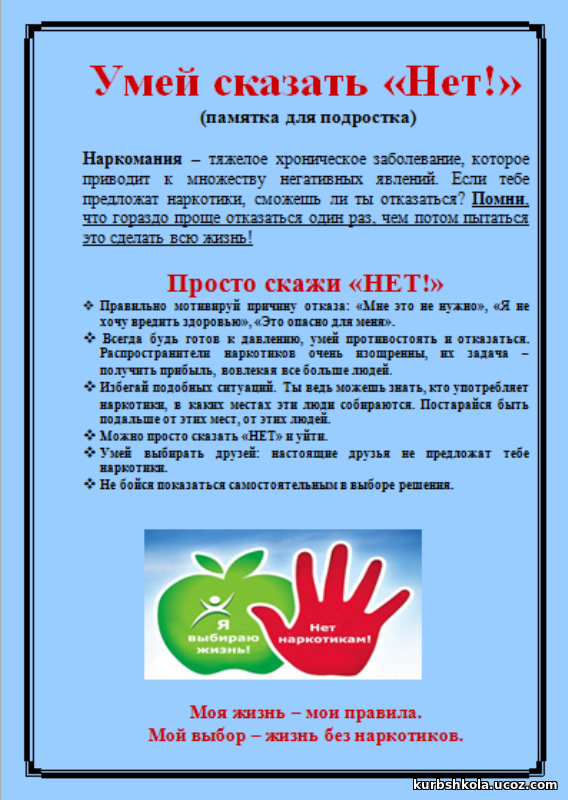 Умей сказать «Нет!»
(памятка для подростка)
Наркомания – тяжелое хроническое заболевание, которое
приводит к множеству негативных явлений. Если тебе
предложат наркотики, сможешь ли ты отказаться? Помни,
что гораздо проще отказаться один раз, чем потом пытаться
это сделать всю жизнь!
Просто скажи «НЕТ!»
❖ Правильно мотивируй причину отказа: «Мне это не нужно», «Я не
хочу вредить здоровью», «Это опасно для меня».
❖ Всегда будь готов к давлению, умей противостоять и отказаться.
Распространители наркотиков очень изощренны, их задача –
получить прибыль, вовлекая все больше людей.
❖ Избегай подобных ситуаций. Ты ведь можешь знать, кто употребляет
наркотики, в каких местах эти люди собираются. Постарайся быть
подальше от этих мест, от этих людей.
❖ Можно просто сказать «НЕТ» и уйти.
❖ Умей выбирать друзей: настоящие друзья не предложат тебе
наркотики.
❖ Не бойся показаться самостоятельным в выборе решения.
Я
выбираю
жизнь!
Нет
наркотикам!
Моя жизнь – мои правила.
Мой выбор – жизнь без наркотиков.
kurbshkola.ucoz.com